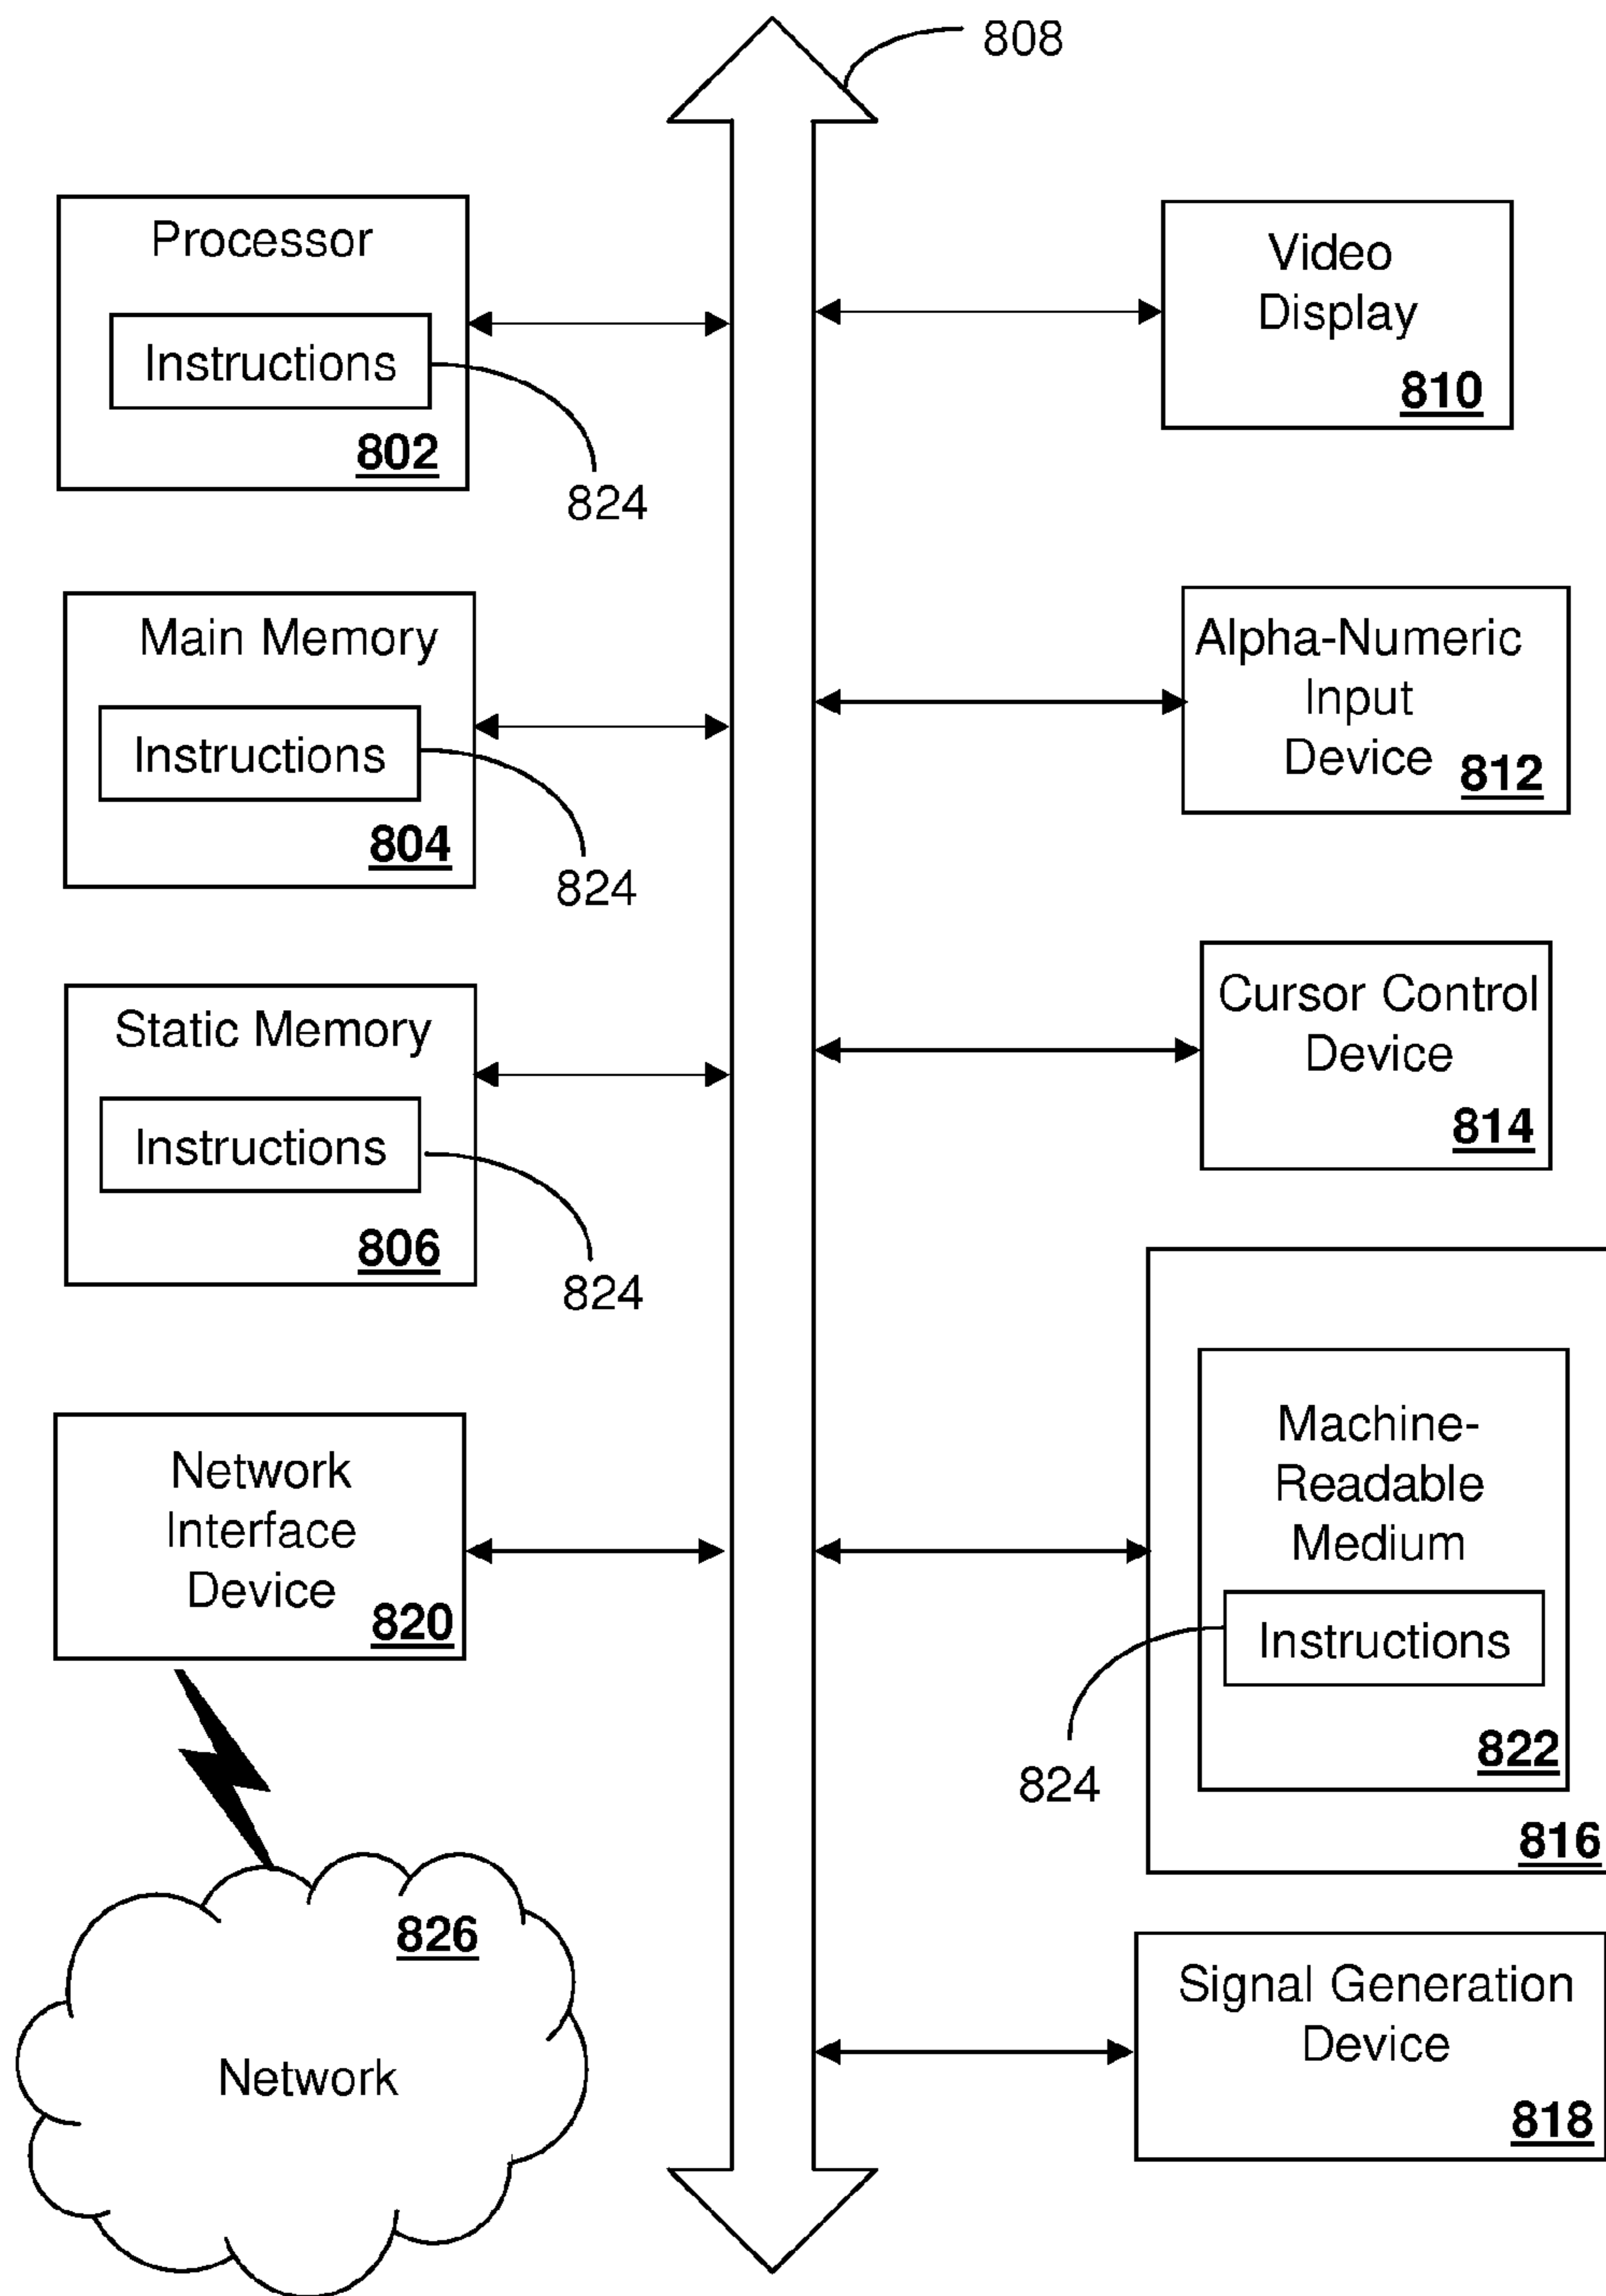 808
Processor
Instructions
802
824
Main Memory
Instructions
804
824
Static Memory
Instructions
806
824
Network
Interface
Device
820
826
Network
Video
Display
810
Alpha-Numeric
Input
Device
812
Cursor Control
Device
814
Machine-
Readable
Medium
Instructions
822
824
816
Signal Generation
Device
818